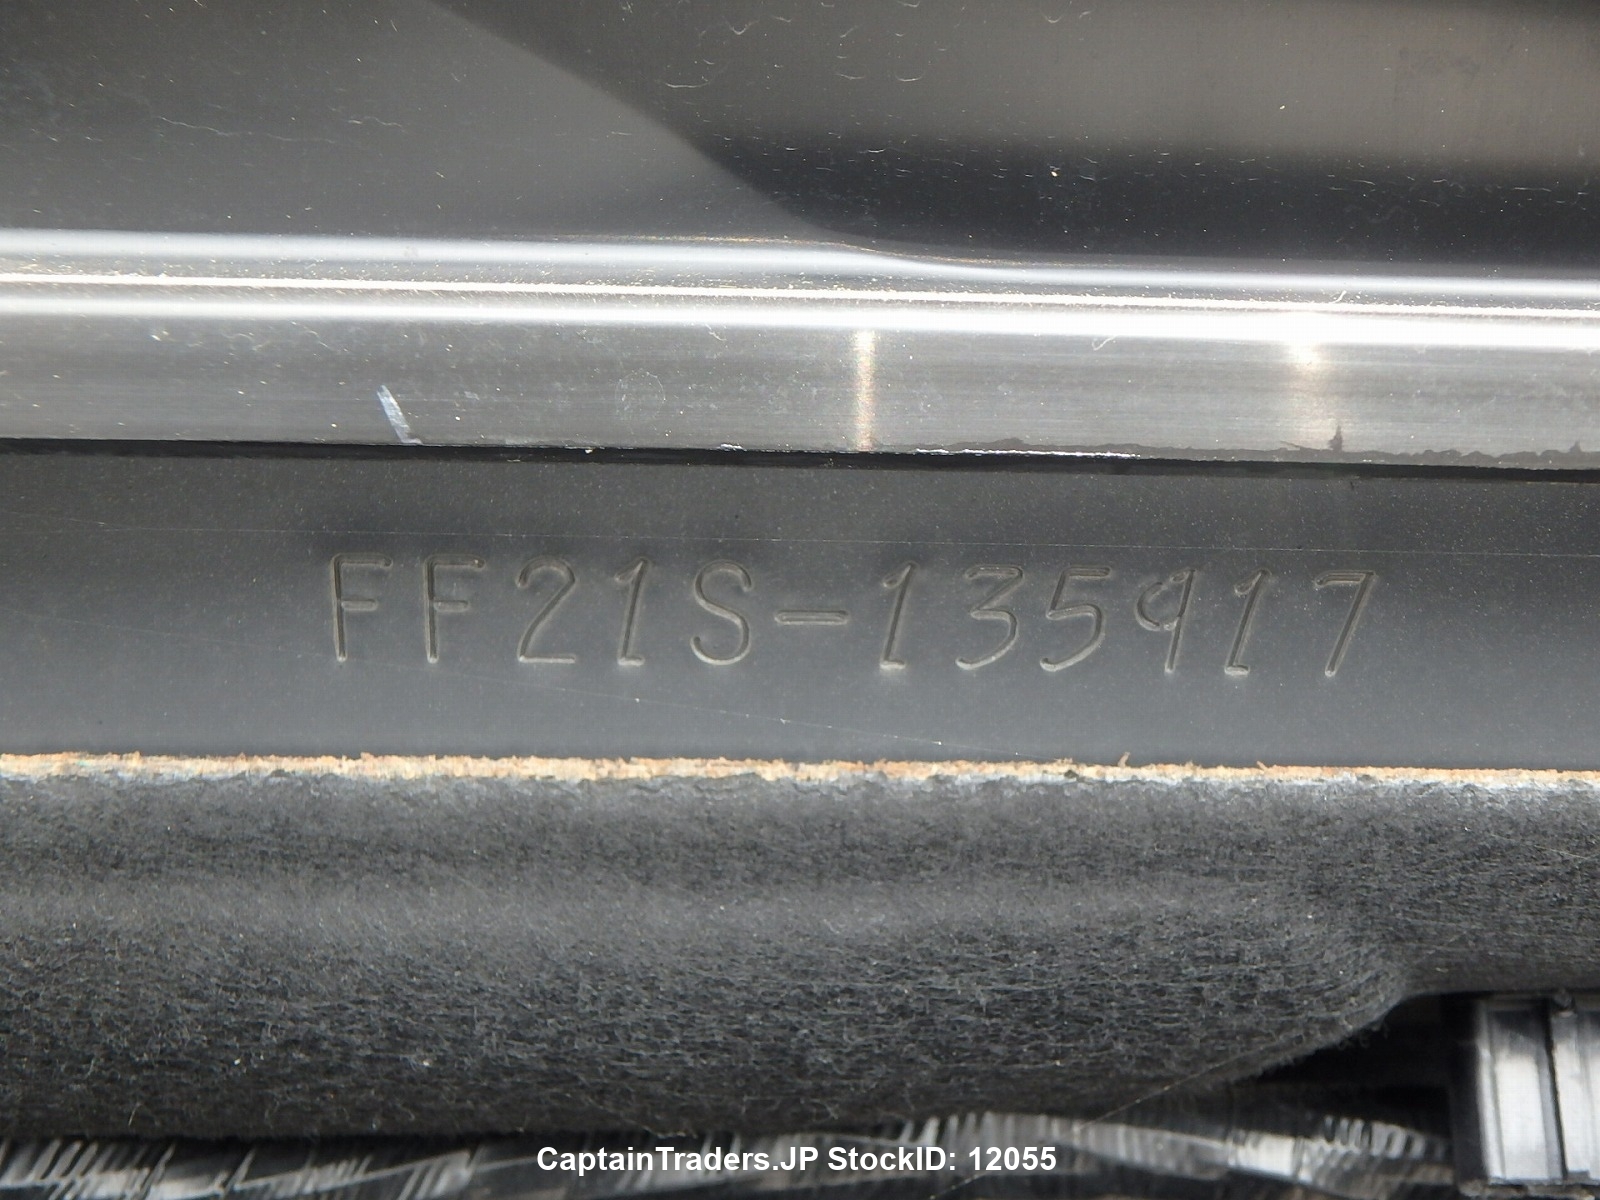 FF21S-135917
CaptainTraders.JP StockID: 12055